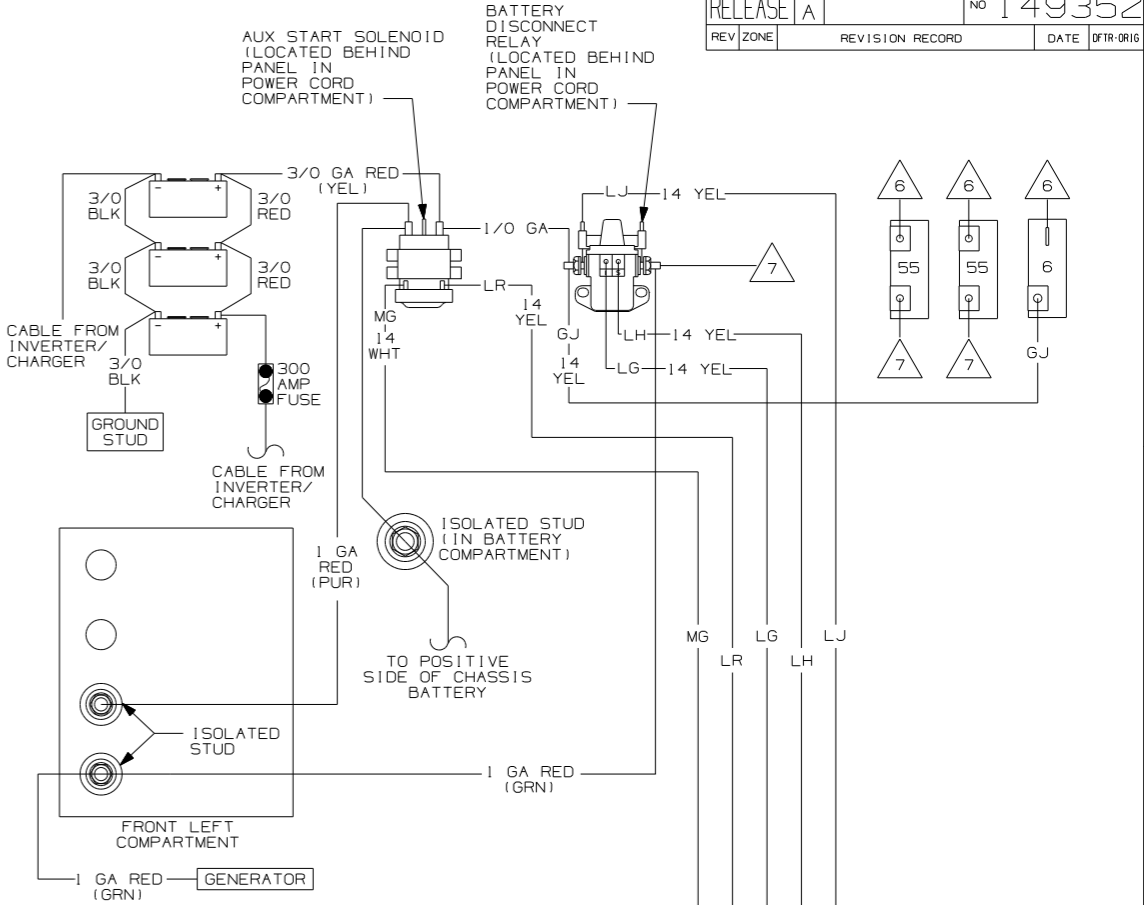 BATTERY
DISCONNECT
RELAY
(LOCATED BEHIND
PANEL IN
POWER CORD
COMPARTMENT)
RELEASE A NO 149352
REV ZONE REVISION RECORD DATE DFTR-ORIG
AUX START SOLENOID
(LOCATED BEHIND
PANEL IN
POWER CORD
COMPARTMENT)
- +
3/0 GA RED
(YEL)
3/0
BLK
3/0
RED
- +
3/0
BLK
3/0
RED
- +
CABLE FROM
INVERTER/
CHARGER
3/0
BLK
GROUND
STUD
300
AMP
FUSE
CABLE FROM
INVERTER/
CHARGER
1/0 GA
LR
14
YEL
MG
14
WHT
LJ 14 YEL
7
GJ
14
YEL
LH 14 YEL
LG 14 YEL
6
6
6
55
55
6
7
7
GJ
ISOLATED STUD
(IN BATTERY
COMPARTMENT)
1 GA
RED
(PUR)
TO POSITIVE
SIDE OF CHASSIS
BATTERY
MG
LR
LG
LH
LJ
ISOLATED
STUD
1 GA RED
(GRN)
FRONT LEFT
COMPARTMENT
1 GA RED
(GRN)
GENERATOR